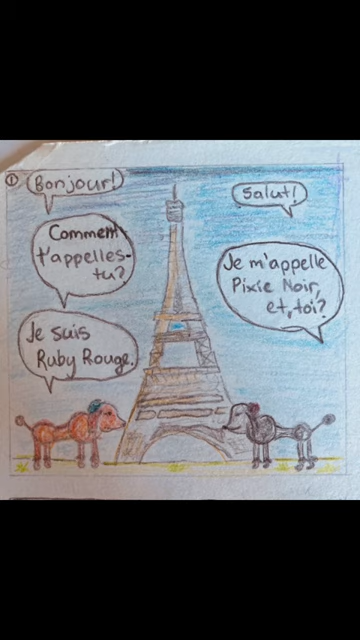 ①
Bonjour!
Salut!
Comment
t'appelles-
tu?
Je m'appelle
Pixie Noir,
et, toi?
Je suis
Ruby Rouge.